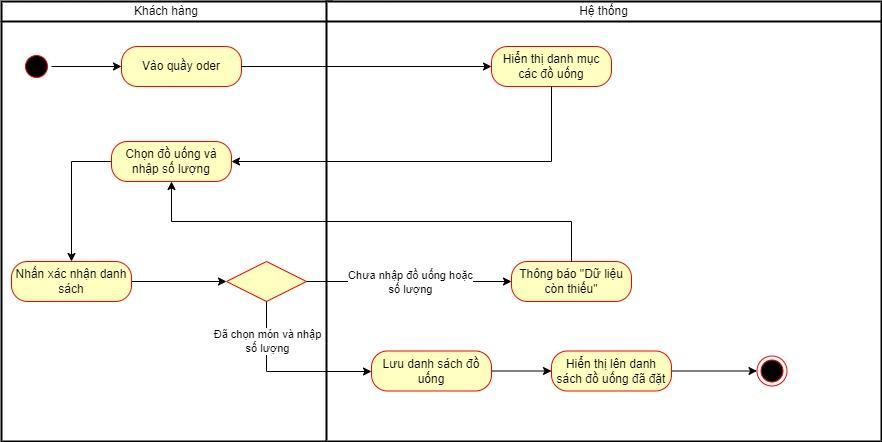 Khách hàng
Hệ thống
Vào quầy oder
Hiển thị danh mục
các đồ uống
Chọn đồ uống và
nhập số lượng
Nhấn xác nhận danh
sách
Chưa nhập đồ uống hoặc
số lượng
Thông báo "Dữ liệu
còn thiếu"
Đã chọn món và nhập
số lượng
Lưu danh sách đồ
uống
Hiển thị lên danh
sách đồ uống đã đặt